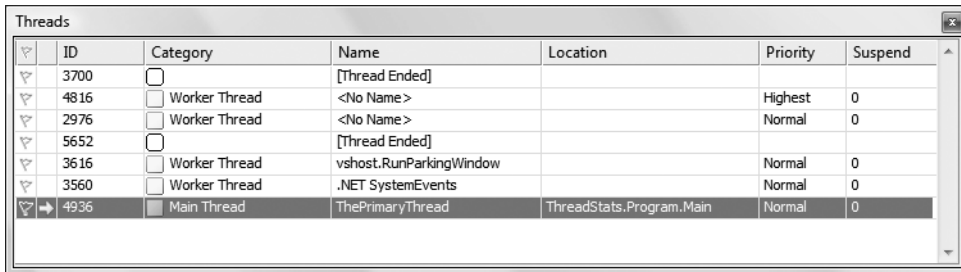 Threads
ID Category Name Location Priority Suspend
3700 [Thread Ended]
4816 Worker Thread <No Name> Highest 0
2976 Worker Thread <No Name> Normal 0
5652 [Thread Ended]
3616 Worker Thread vshost.RunParkingWindow Normal 0
3560 Worker Thread .NET SystemEvents Normal 0
4936 Main Thread ThePrimaryThread ThreadStats.Program.Main Normal 0